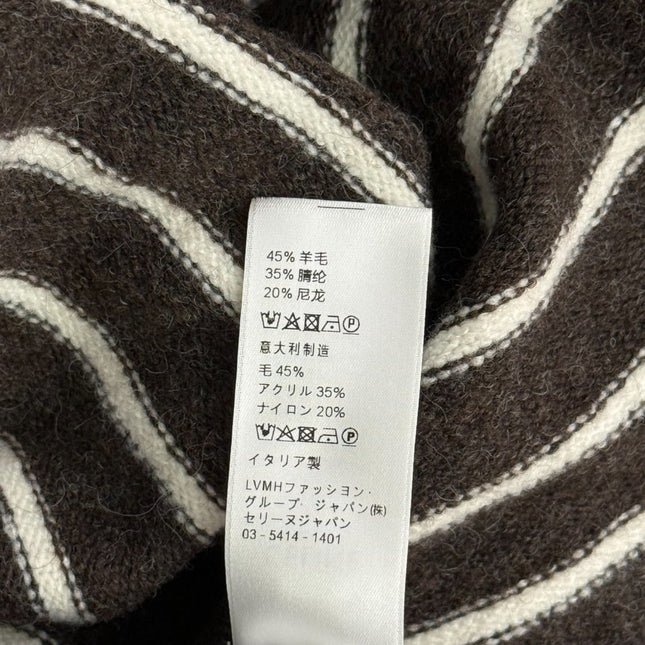 45% 羊毛
35% 腈纶
20% 尼龙
P
意大利制造
毛 45%
アクリル 35%
ナイロン 20%
P
イタリア製
LVMHファッション・
グループ・ジャパン(株)
セリーヌジャパン
03 - 5414 - 1401